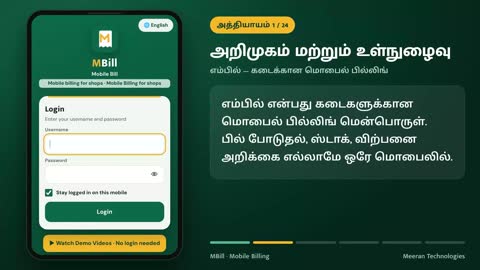 English
M
MBill
Mobile Bill
Mobile billing for shops · Mobile Billing for shops
Login
Enter your username and password
Username
Password
Stay logged in on this mobile
Login
▶ Watch Demo Videos · No login needed
அத்தியாயம் 1 / 24
அறிமுகம் மற்றும் உள்நுழைவு
எம்பில் — கடைக்கான மொபைல் பில்லிங்
எம்பில் என்பது கடைகளுக்கான
மொபைல் பில்லிங் மென்பொருள்.
பில் போடுதல், ஸ்டாக், விற்பனை
அறிக்கை எல்லாமே ஒரே மொபைலில்.
MBill · Mobile Billing
Meeran Technologies